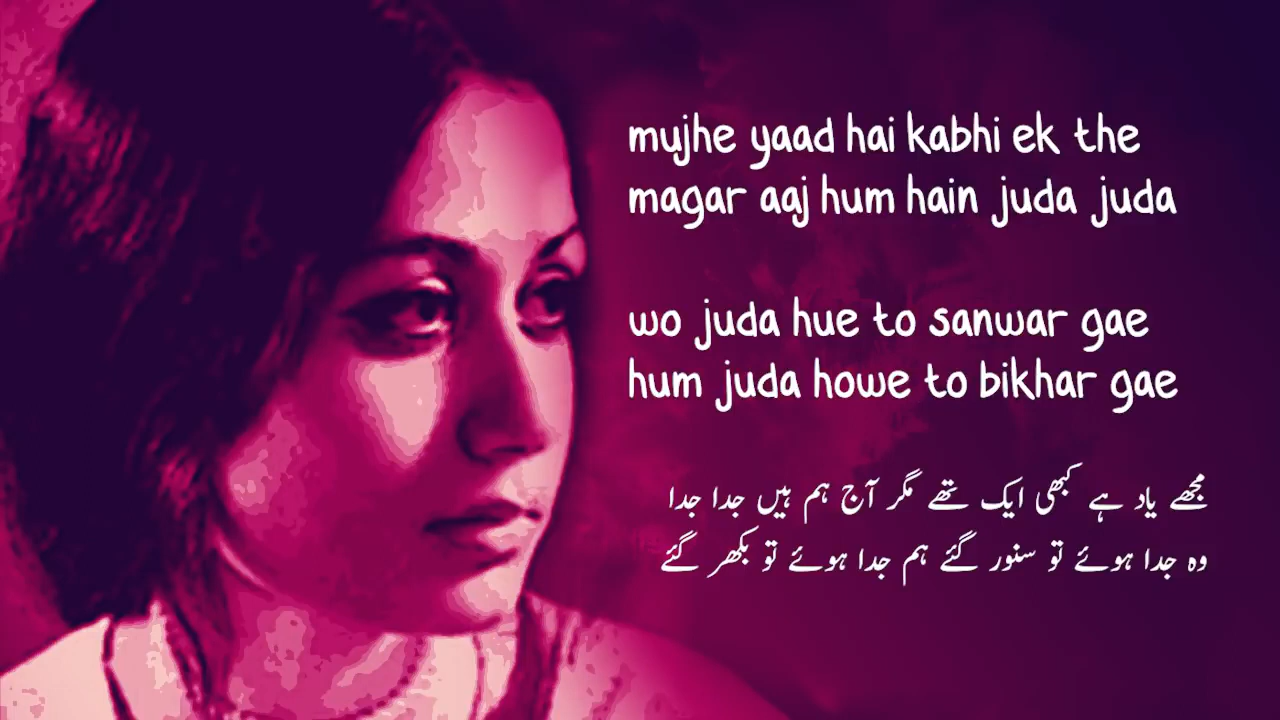 mujhe yaad hai kabhi ek the
magar aaj hum hain juda juda
wo juda hue to sanwar gae
hum juda howe to bikhar gae
مجھے یاد ہے کبھی ایک تھے مگر آج ہم ہیں جدا جدا
وہ جدا ہوئے تو سنور گئے ہم جدا ہوئے تو بکھر گئے